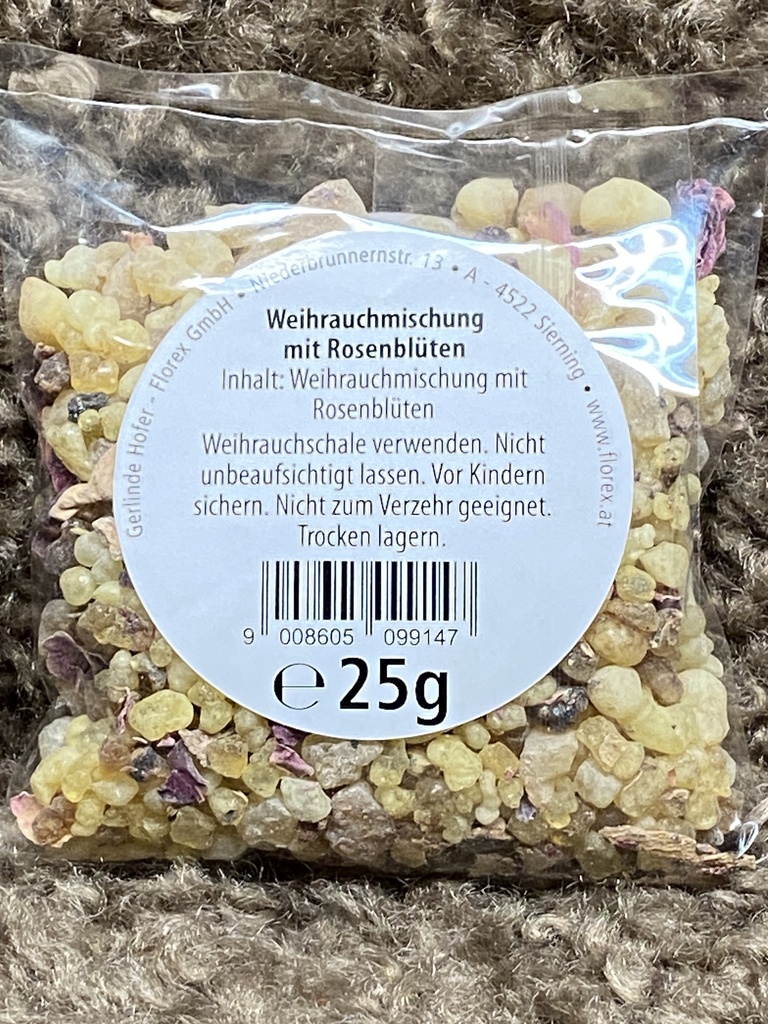 Gerlinde Hofer - Florex GmbH • Niederbrunnernstr. 13 • A - 4522 Sierning • www.florex.at
Weihrauchmischung
mit Rosenblüten
Inhalt: Weihrauchmischung mit
Rosenblüten
Weihrauchschale verwenden. Nicht
unbeaufsichtigt lassen. Vor Kindern
sichern. Nicht zum Verzehr geeignet.
Trocken lagern.
9 008605 099147
℮ 25g